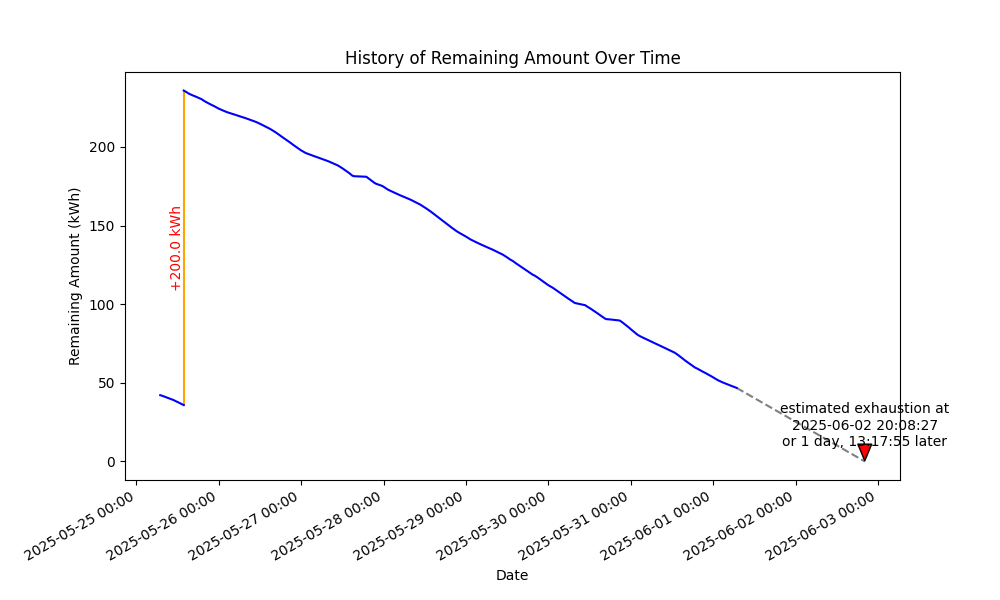 History of Remaining Amount Over Time
Remaining Amount (kWh)
200
150
100
50
0
+200.0 kWh
estimated exhaustion at
2025-06-02 20:08:27
or 1 day, 13:17:55 later
2025-05-25 00:00
2025-05-26 00:00
2025-05-27 00:00
2025-05-28 00:00
2025-05-29 00:00
2025-05-30 00:00
2025-05-31 00:00
2025-06-01 00:00
2025-06-02 00:00
2025-06-03 00:00
Date